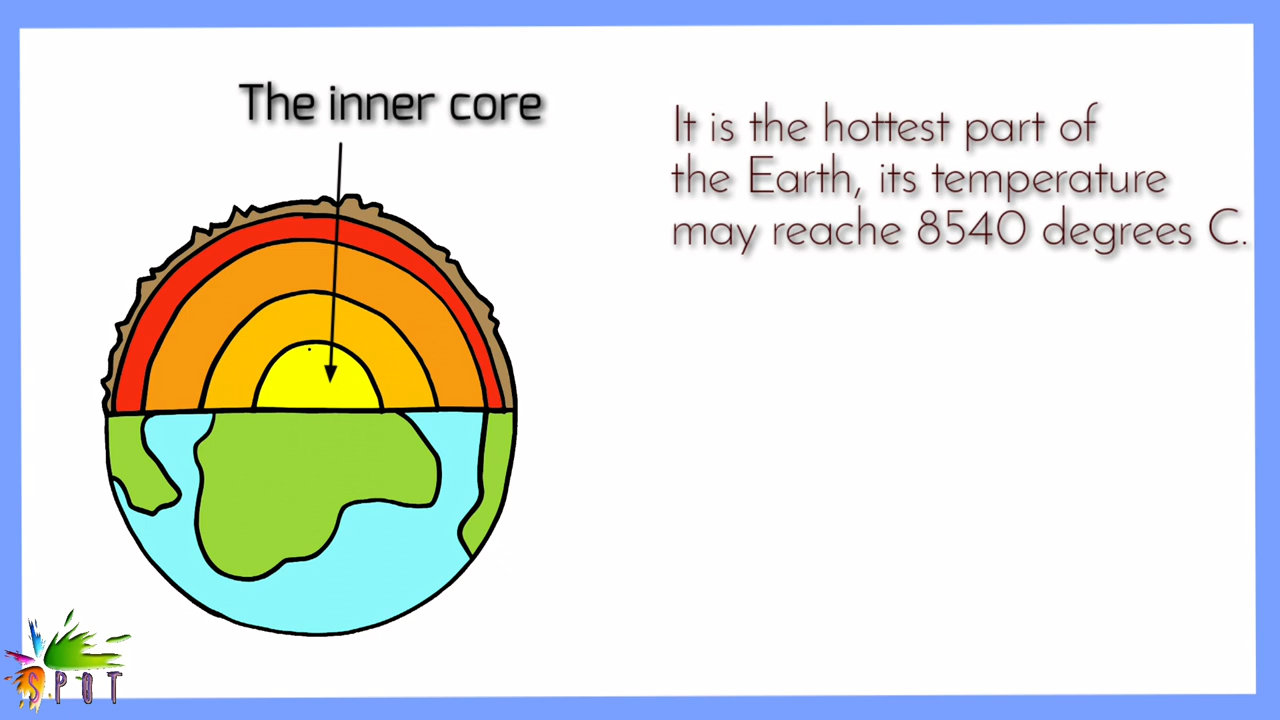 The inner core
It is the hottest part of
the Earth, its temperature
may reache 8540 degrees C.
SPOT